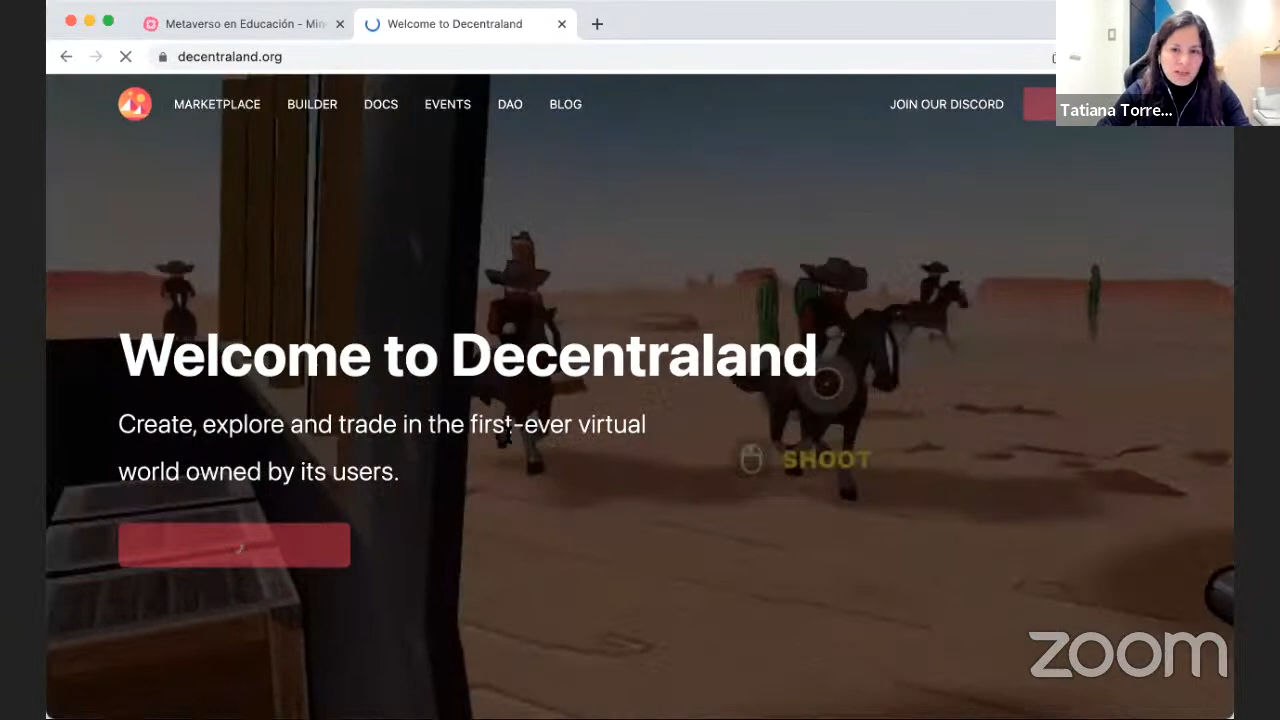 Metaverso en Educación - Min
Welcome to Decentraland
decentraland.org
MARKETPLACE
BUILDER
DOCS
EVENTS
DAO
BLOG
JOIN OUR DISCORD
Tatiana Torre...
Welcome to Decentraland
Create, explore and trade in the first-ever virtual
world owned by its users.
SHOOT
zoom